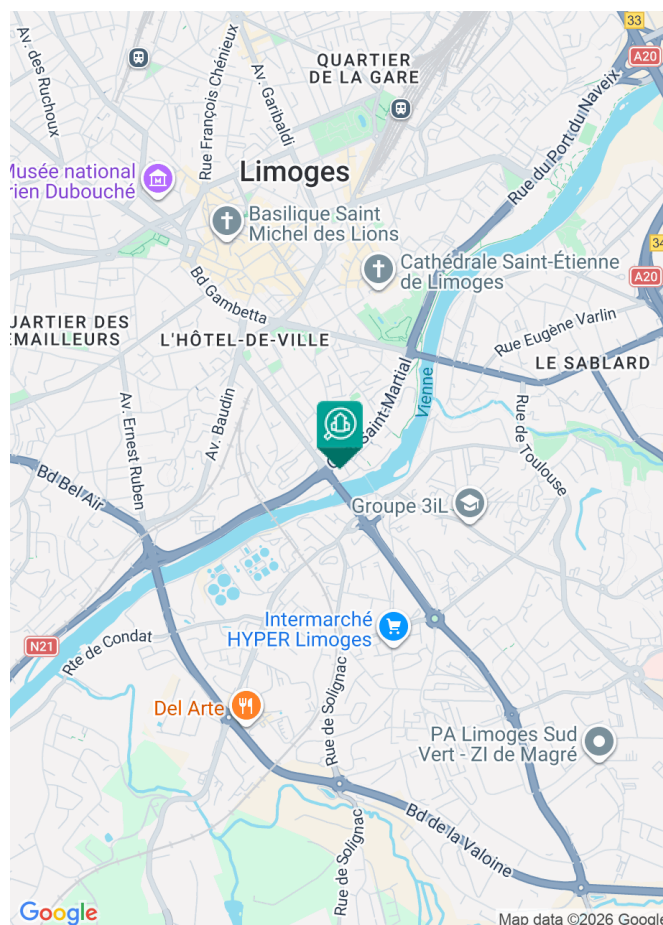 33
A20
Av. des Ruchoux
Rue François Chénieux
Av. Garibaldi
QUARTIER
DE LA GARE
Rue du Port du Naveix
Musée national
rien Dubouché
Limoges
Basilique Saint
Michel des Lions
Cathédrale Saint-Étienne
de Limoges
34
A20
Bd Gambetta
UARTIER DES
EMAILLEURS
L'HÔTEL-DE-VILLE
Rue Eugène Varlin
LE SABLARD
Av. Ernest Ruben
Av. Baudin
Saint-Martial
Vienne
Rue de Toulouse
Bd Bel Air
Groupe 3iL
Intermarché
HYPER Limoges
N21
Rte de Condat
Rue de Solignac
Del Arte
PA Limoges Sud
Vert - ZI de Magré
Bd de la Valoine
Rue de Solignac
Google
Map data ©2026 Google